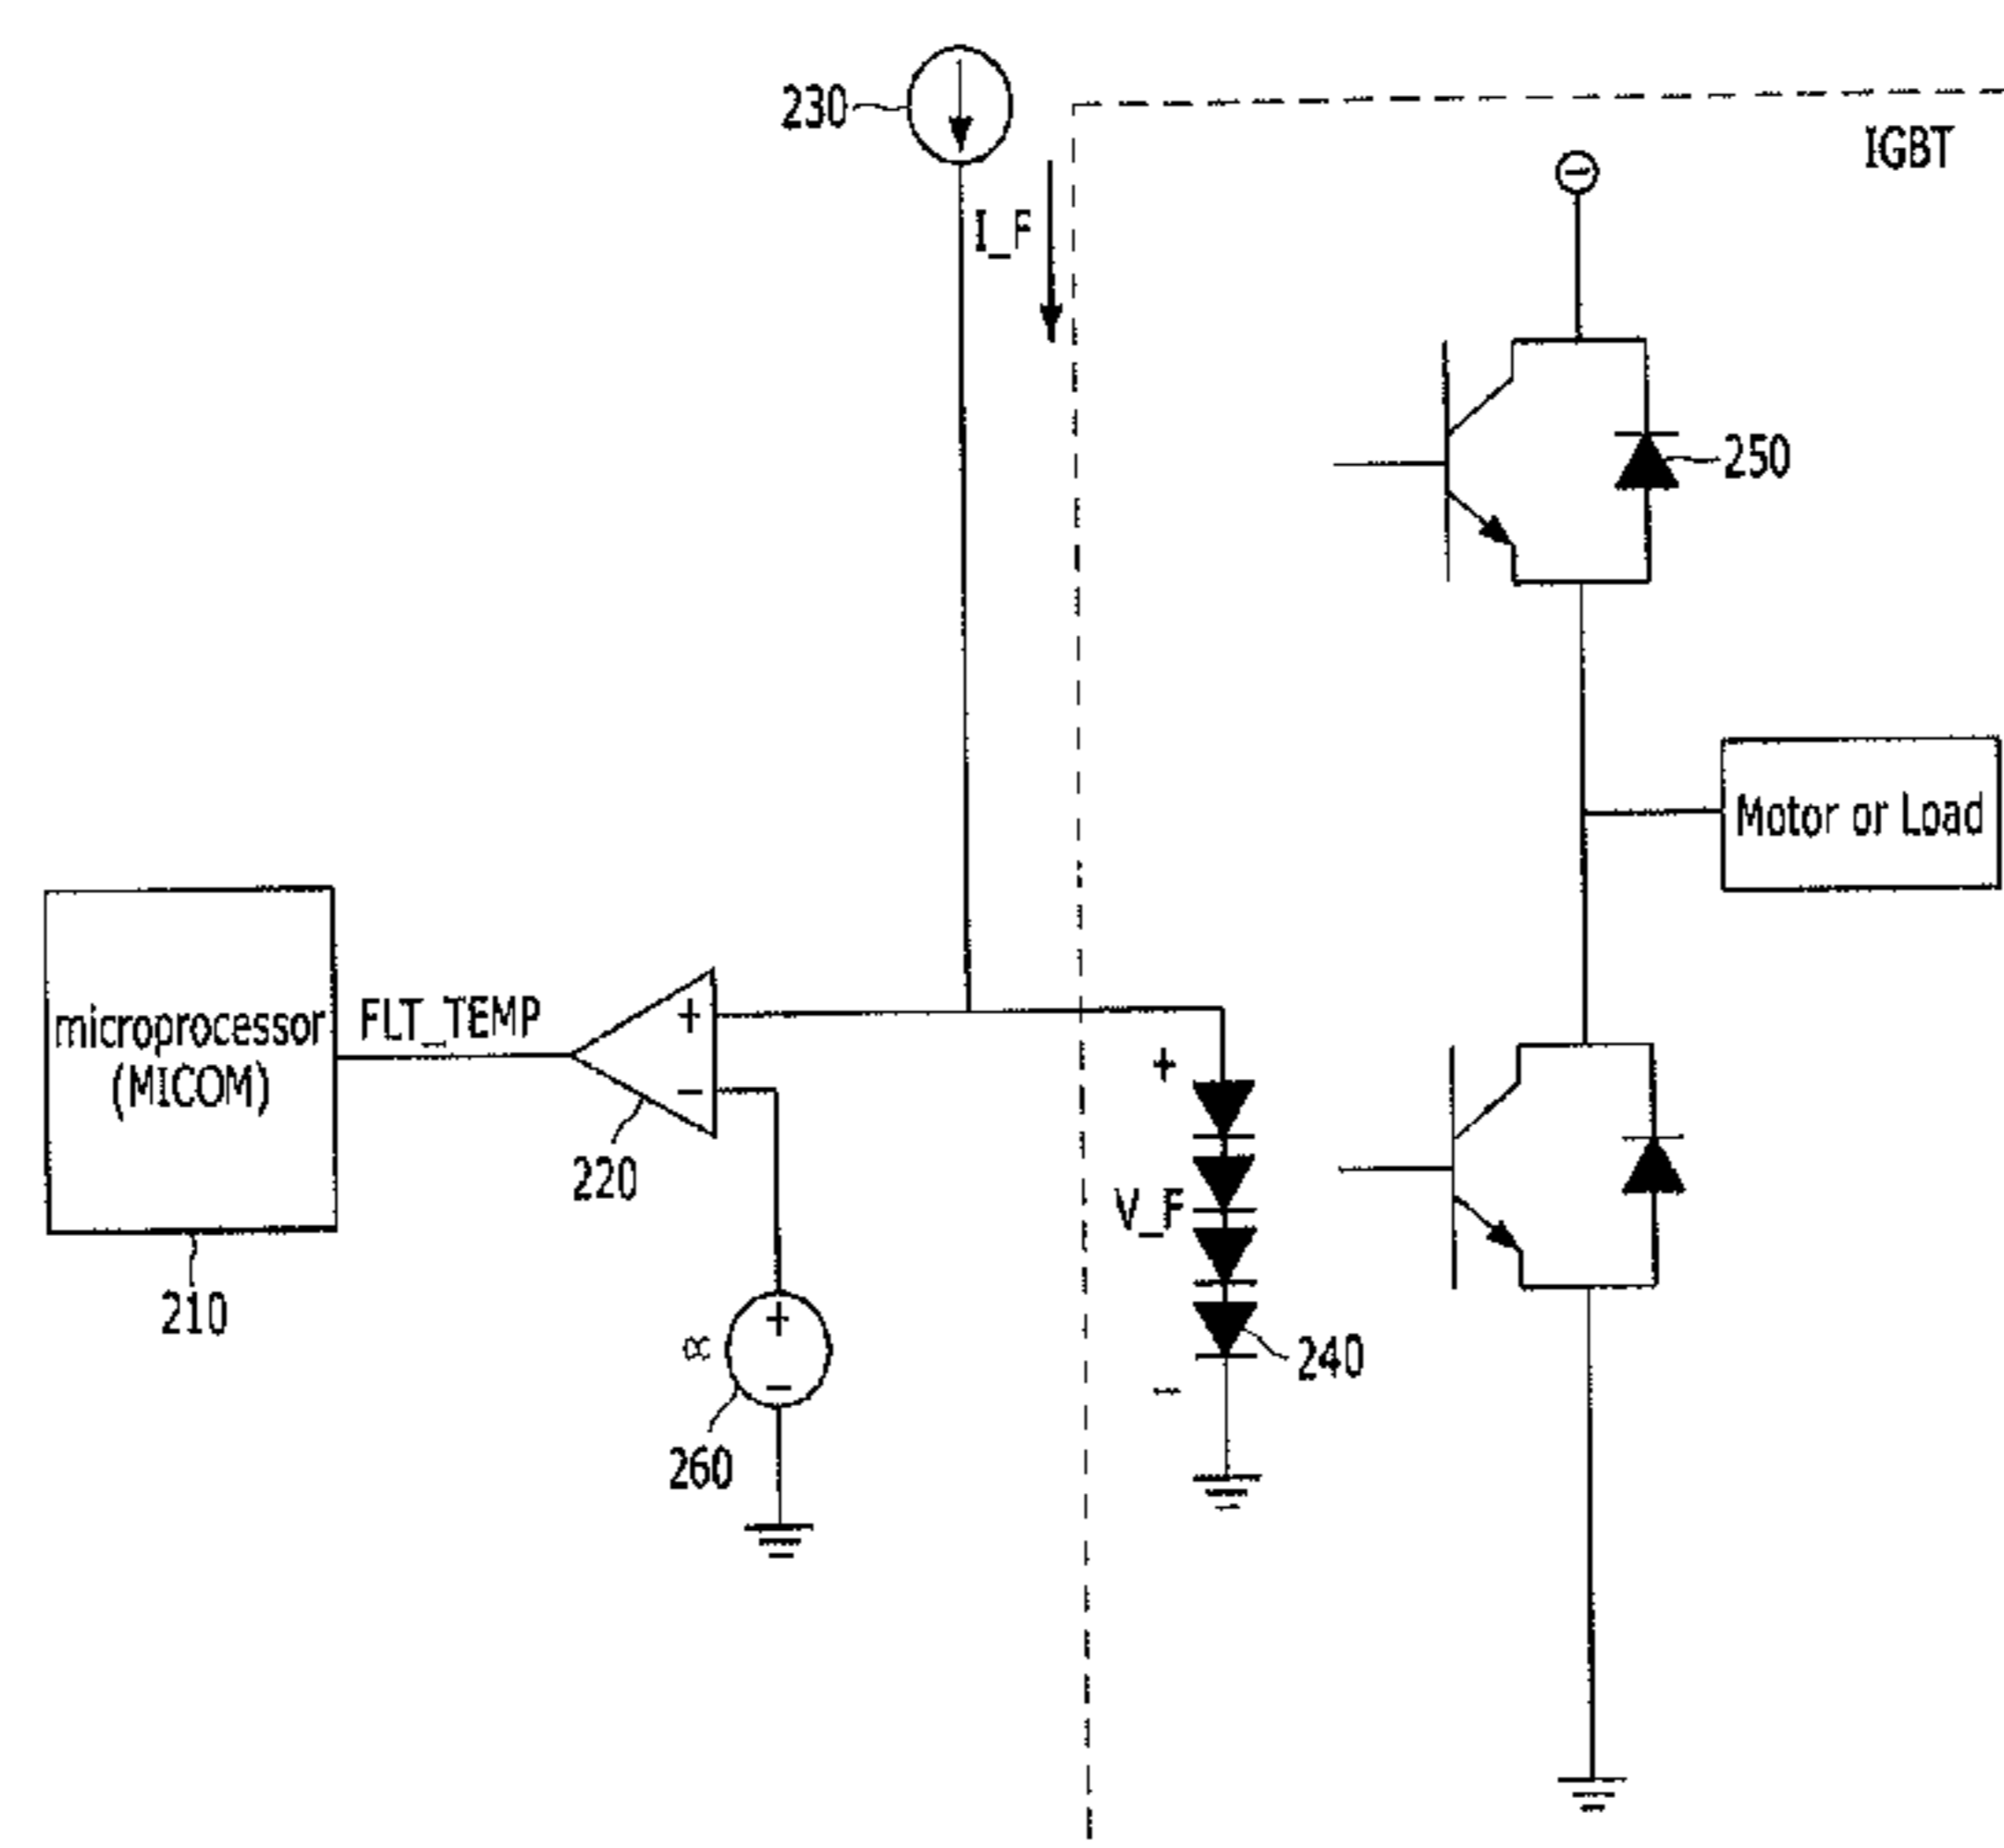 230
IGBT
I_F
250
Motor or Load
microprocessor
(MICOM)
FLT_TEMP
+
−
220
+
V_F
−
240
210
∝
+
−
260